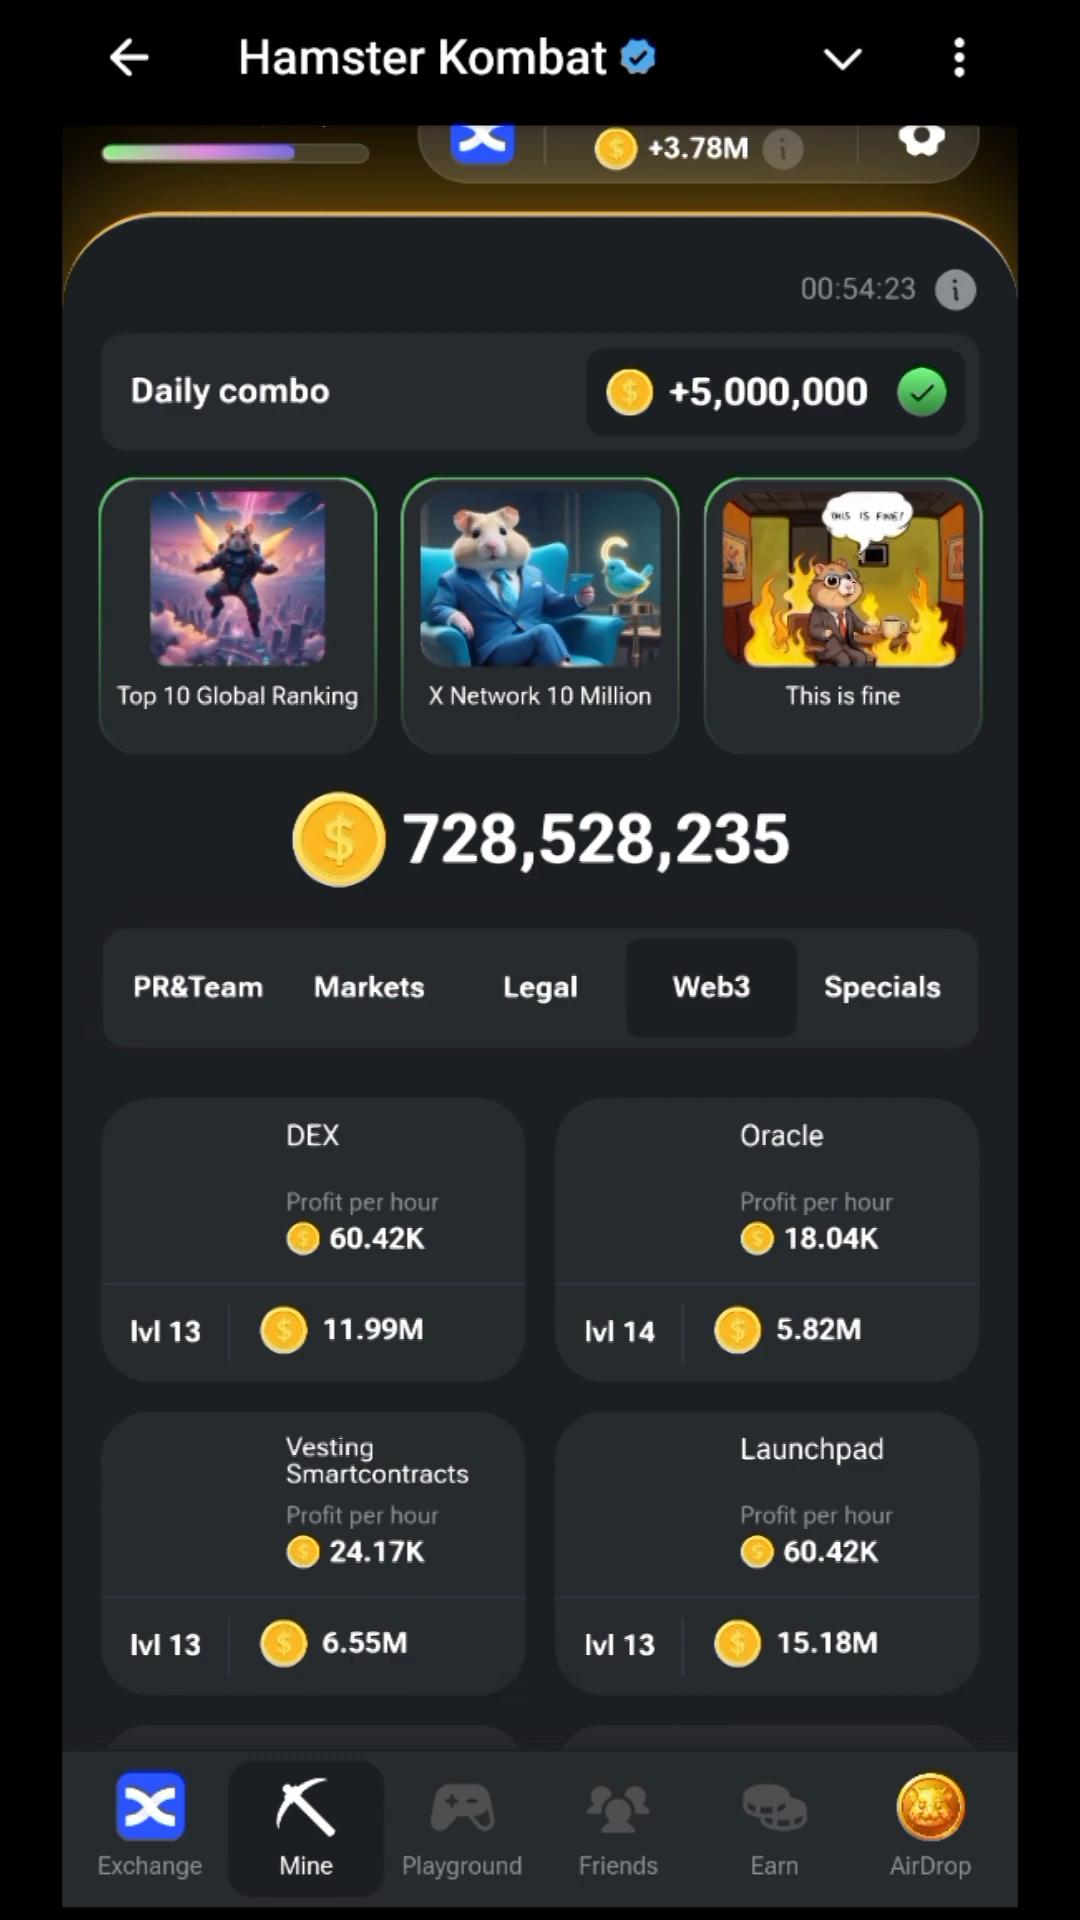 Hamster Kombat
+3.78M
00:54:23
Daily combo
+5,000,000
THIS IS FINE!
Top 10 Global Ranking
X Network 10 Million
This is fine
728,528,235
PR&Team Markets Legal Web3 Specials
DEX
Profit per hour
60.42K
lvl 13
11.99M
Oracle
Profit per hour
18.04K
lvl 14
5.82M
Vesting
Smartcontracts
Profit per hour
24.17K
lvl 13
6.55M
Launchpad
Profit per hour
60.42K
lvl 13
15.18M
Exchange Mine Playground Friends Earn AirDrop